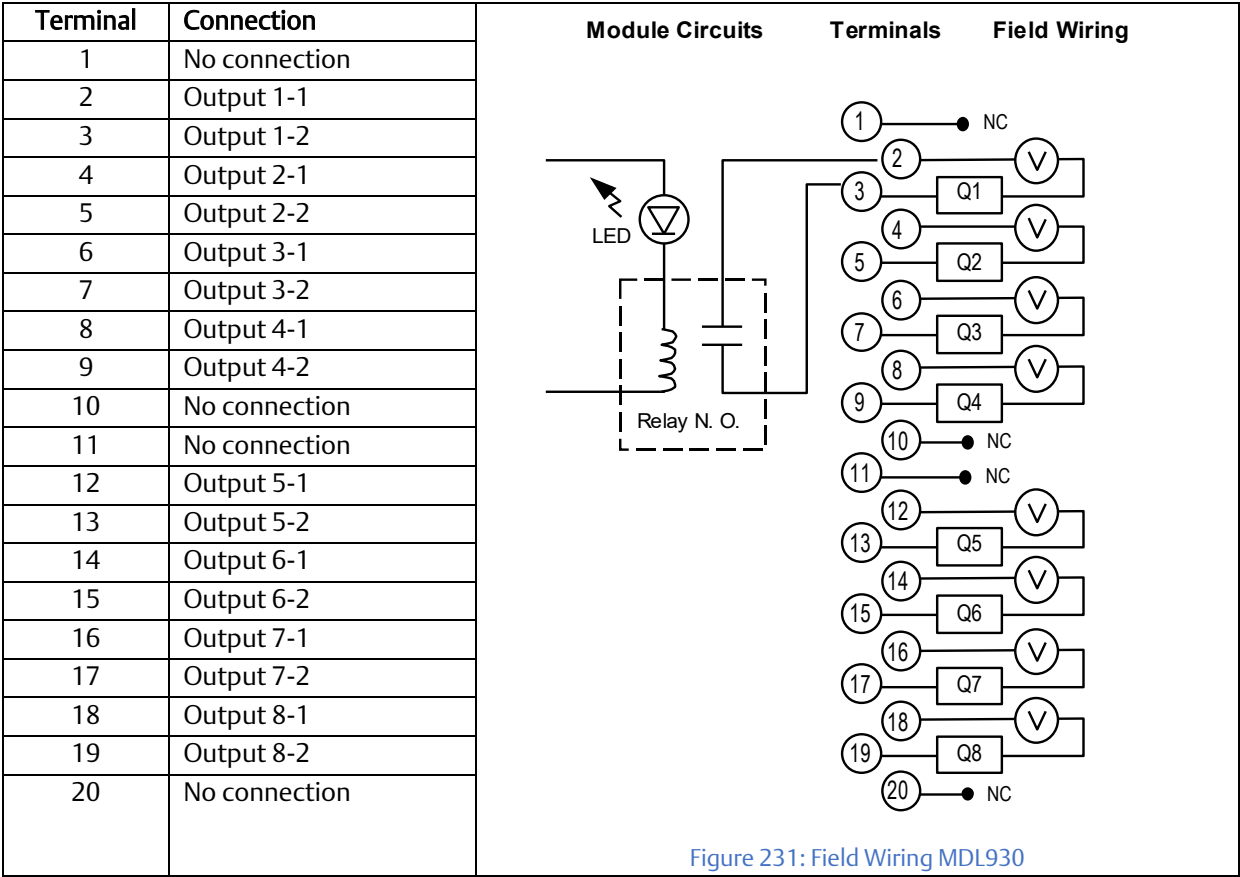 Terminal Connection
1 No connection
2 Output 1-1
3 Output 1-2
4 Output 2-1
5 Output 2-2
6 Output 3-1
7 Output 3-2
8 Output 4-1
9 Output 4-2
10 No connection
11 No connection
12 Output 5-1
13 Output 5-2
14 Output 6-1
15 Output 6-2
16 Output 7-1
17 Output 7-2
18 Output 8-1
19 Output 8-2
20 No connection
Module Circuits Terminals Field Wiring
1 NC
2 V
3 Q1
4 V
LED
5 Q2
6 V
7 Q3
8 V
9 Q4
Relay N. O.
10 NC
11 NC
12 V
13 Q5
14 V
15 Q6
16 V
17 Q7
18 V
19 Q8
20 NC
Figure 231: Field Wiring MDL930